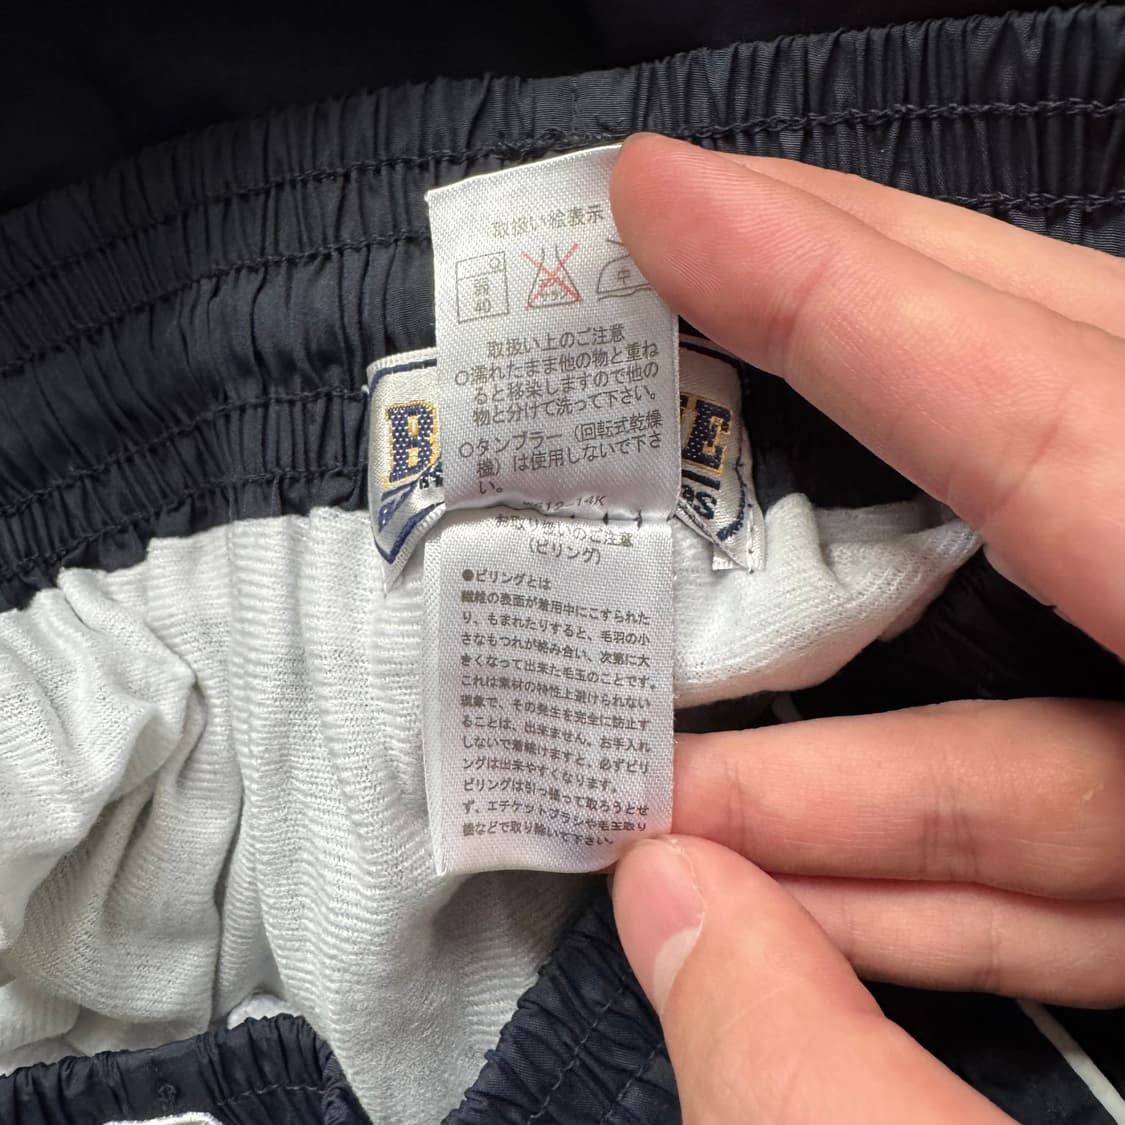 取扱い絵表示
弱
40
中
取扱い上のご注意
○濡れたまま他の物と重ね
ると移染しますので他の
物と分けて洗って下さい。
○タンブラー（回転式乾燥
機）は使用しないで下さ
い。
14K
お取り扱いのご注意
(ピリング)
●ピリングとは
繊維の表面が着用中にこすられた
り、もまれたりすると、毛羽の小
さなもつれが絡み合い、次第に大
きくなって出来た毛玉のことです。
これは素材の特性上避けられない
現象で、その発生を完全に防止す
ることは、出来ません。お手入れ
しないで着続けますと、必ずピリ
ングは出来やすくなります。
ピリングは引っ張って取ろうとせ
ず、エチケットブラシや毛玉取り
機などで取り除いて下さい。
B
E